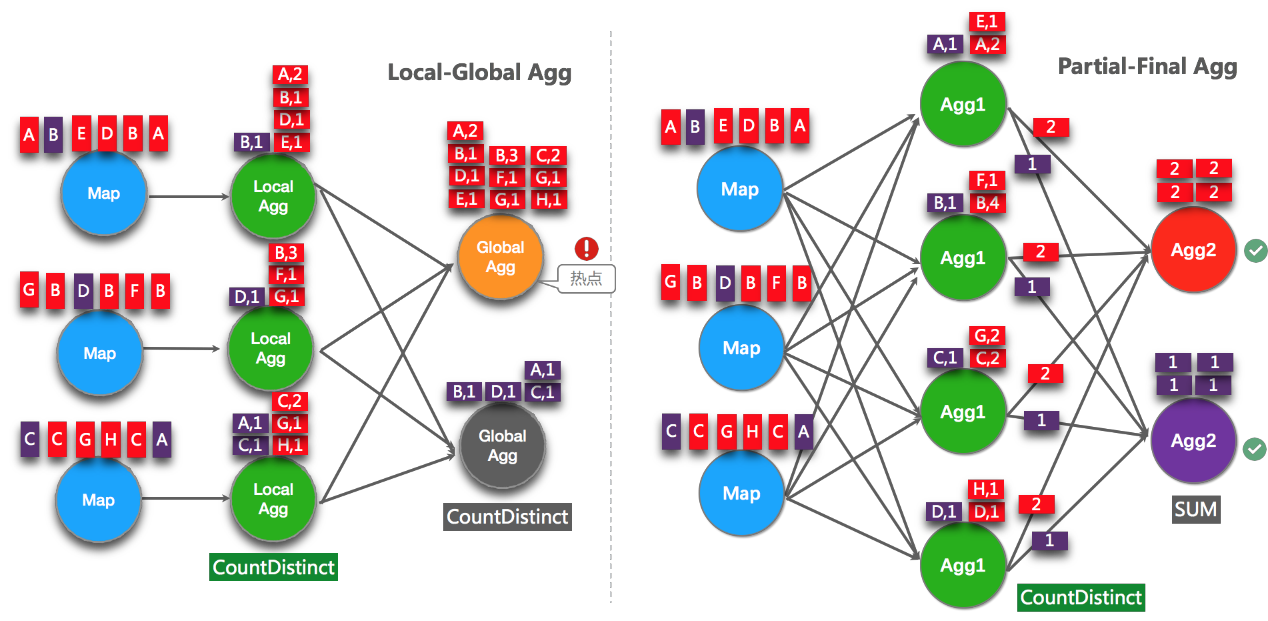 Local-Global Agg
A B E D B A
Map
A,2
B,1
D,1
B,1 E,1
Local
Agg
G B D B F B
Map
B,3
F,1
D,1 G,1
Local
Agg
C C G H C A
Map
C,2
A,1 G,1
C,1 H,1
Local
Agg
CountDistinct
A,2
B,1 B,3 C,2
D,1 F,1 G,1
E,1 G,1 H,1
Global
Agg
热点
A,1
B,1 D,1 C,1
Global
Agg
CountDistinct
Partial-Final Agg
A B E D B A
Map
G B D B F B
Map
C C G H C A
Map
E,1
A,1 A,2
Agg1
2
1
F,1
B,1 B,4
Agg1
2
1
G,2
C,1 C,2
Agg1
2
1
H,1
D,1 D,1
Agg1
2
1
CountDistinct
2 2
2 2
Agg2
1 1
1 1
Agg2
SUM